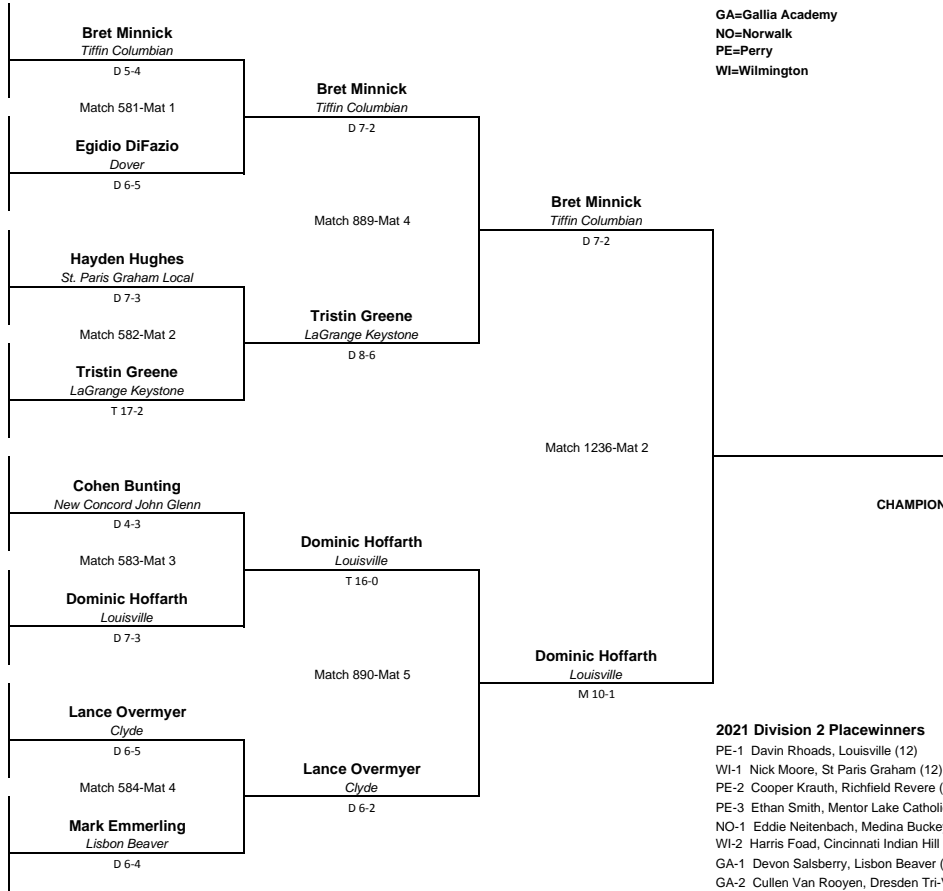 GA=Gallia Academy
NO=Norwalk
PE=Perry
WI=Wilmington
Bret Minnick
Tiffin Columbian
D 5-4
Match 581-Mat 1
Egidio DiFazio
Dover
D 6-5
Hayden Hughes
St. Paris Graham Local
D 7-3
Match 582-Mat 2
Tristin Greene
LaGrange Keystone
T 17-2
Cohen Bunting
New Concord John Glenn
D 4-3
Match 583-Mat 3
Dominic Hoffarth
Louisville
D 7-3
Lance Overmyer
Clyde
D 6-5
Match 584-Mat 4
Mark Emmerling
Lisbon Beaver
D 6-4
Bret Minnick
Tiffin Columbian
D 7-2
Match 889-Mat 4
Tristin Greene
LaGrange Keystone
D 8-6
Dominic Hoffarth
Louisville
T 16-0
Match 890-Mat 5
Lance Overmyer
Clyde
D 6-2
Bret Minnick
Tiffin Columbian
D 7-2
Match 1236-Mat 2
Dominic Hoffarth
Louisville
M 10-1
CHAMPION
2021 Division 2 Placewinners
PE-1 Davin Rhoads, Louisville (12)
WI-1 Nick Moore, St Paris Graham (12)
PE-2 Cooper Krauth, Richfield Revere (
PE-3 Ethan Smith, Mentor Lake Catholi
NO-1 Eddie Neitenbach, Medina Bucke
WI-2 Harris Foad, Cincinnati Indian Hill
GA-1 Devon Salsberry, Lisbon Beaver (
GA-2 Cullen Van Rooyen, Dresden Tri-